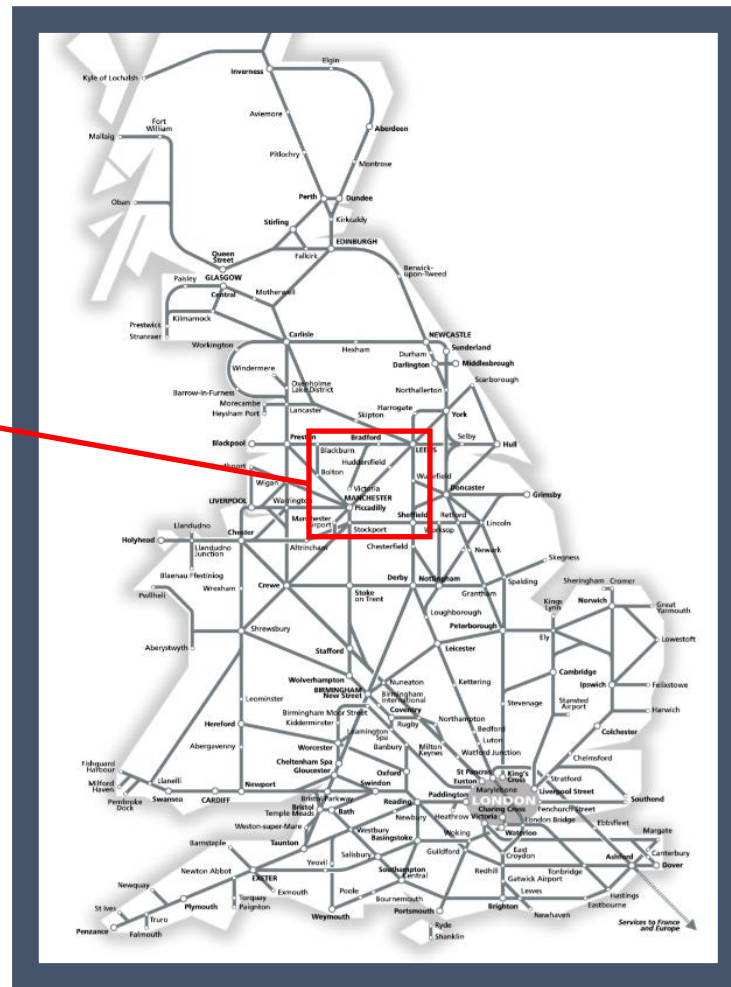 Elgin
Inverness
Kyle of Lochalsh
Aviemore
Fort
William
Aberdeen
Mallaig
Pitlochry
Montrose
Perth
Dundee
Oban
Kirkcaldy
Stirling
EDINBURGH
Queen
Street
Falkirk
GLASGOW
Berwick-
upon-Tweed
Paisley
Central
Motherwell
Kilmarnock
Prestwick
Stranraer
Carlisle
NEWCASTLE
Workington
Hexham
Sunderland
Durham
Darlington
Middlesbrough
Windermere
Scarborough
Oxenholme
Lake District
Barrow-in-Furness
Northallerton
Morecambe
Heysham Port
Lancaster
Harrogate
York
Skipton
Blackpool
Preston
Bradford
Selby
Hull
Blackburn
LEEDS
Huddersfield
Bolton
Wakefield
Wigan
Victoria
Doncaster
MANCHESTER
Grimsby
LIVERPOOL
Warrington
Piccadilly
Manchester
Airport
Sheffield
Retford
Lincoln
Llandudno
Stockport
Worksop
Chester
Holyhead
Llandudno
Junction
Altrincham
Chesterfield
Newark
Skegness
Blaenau Ffestiniog
Wrexham
Crewe
Derby
Nottingham
Spalding
Sheringham
Cromer
Pwllheli
Stoke
on Trent
Grantham
Kings
Lynn
Norwich
Great
Yarmouth
Loughborough
Shrewsbury
Peterborough
Ely
Lowestoft
Aberystwyth
Stafford
Leicester
Wolverhampton
Cambridge
BIRMINGHAM
New Street
Nuneaton
Kettering
Ipswich
Felixstowe
Birmingham
International
Leominster
Stansted
Airport
Coventry
Stevenage
Harwich
Birmingham Moor Street
Northampton
Hereford
Kidderminster
Leamington
Spa
Rugby
Bedford
Colchester
Abergavenny
Worcester
Banbury
Milton
Keynes
Luton
Watford Junction
Chelmsford
Fishguard
Harbour
Cheltenham Spa
Gloucester
Oxford
St Pancras
King's
Cross
Euston
Stratford
Milford
Haven
Llanelli
Newport
Swindon
Marylebone
Liverpool Street
Pembroke
Dock
Swansea
CARDIFF
Bristol Parkway
Reading
Paddington
LONDON
Southend
Bristol
Temple Meads
Bath
Charing Cross
Fenchurch Street
Newbury
Heathrow
Victoria
London Bridge
Ebbsfleet
Weston-super-Mare
Westbury
Basingstoke
Woking
Waterloo
Margate
Barnstaple
Taunton
Salisbury
Guildford
East
Croydon
Canterbury
Newton Abbot
Yeovil
Southampton
Central
Redhill
Tonbridge
Ashford
Dover
EXETER
Gatwick Airport
Newquay
Exmouth
Poole
Lewes
Hastings
St Ives
Torquay
Paignton
Bournemouth
Eastbourne
Plymouth
Weymouth
Portsmouth
Brighton
Newhaven
Truro
Penzance
Falmouth
Ryde
Shanklin
Services to France
and Europe